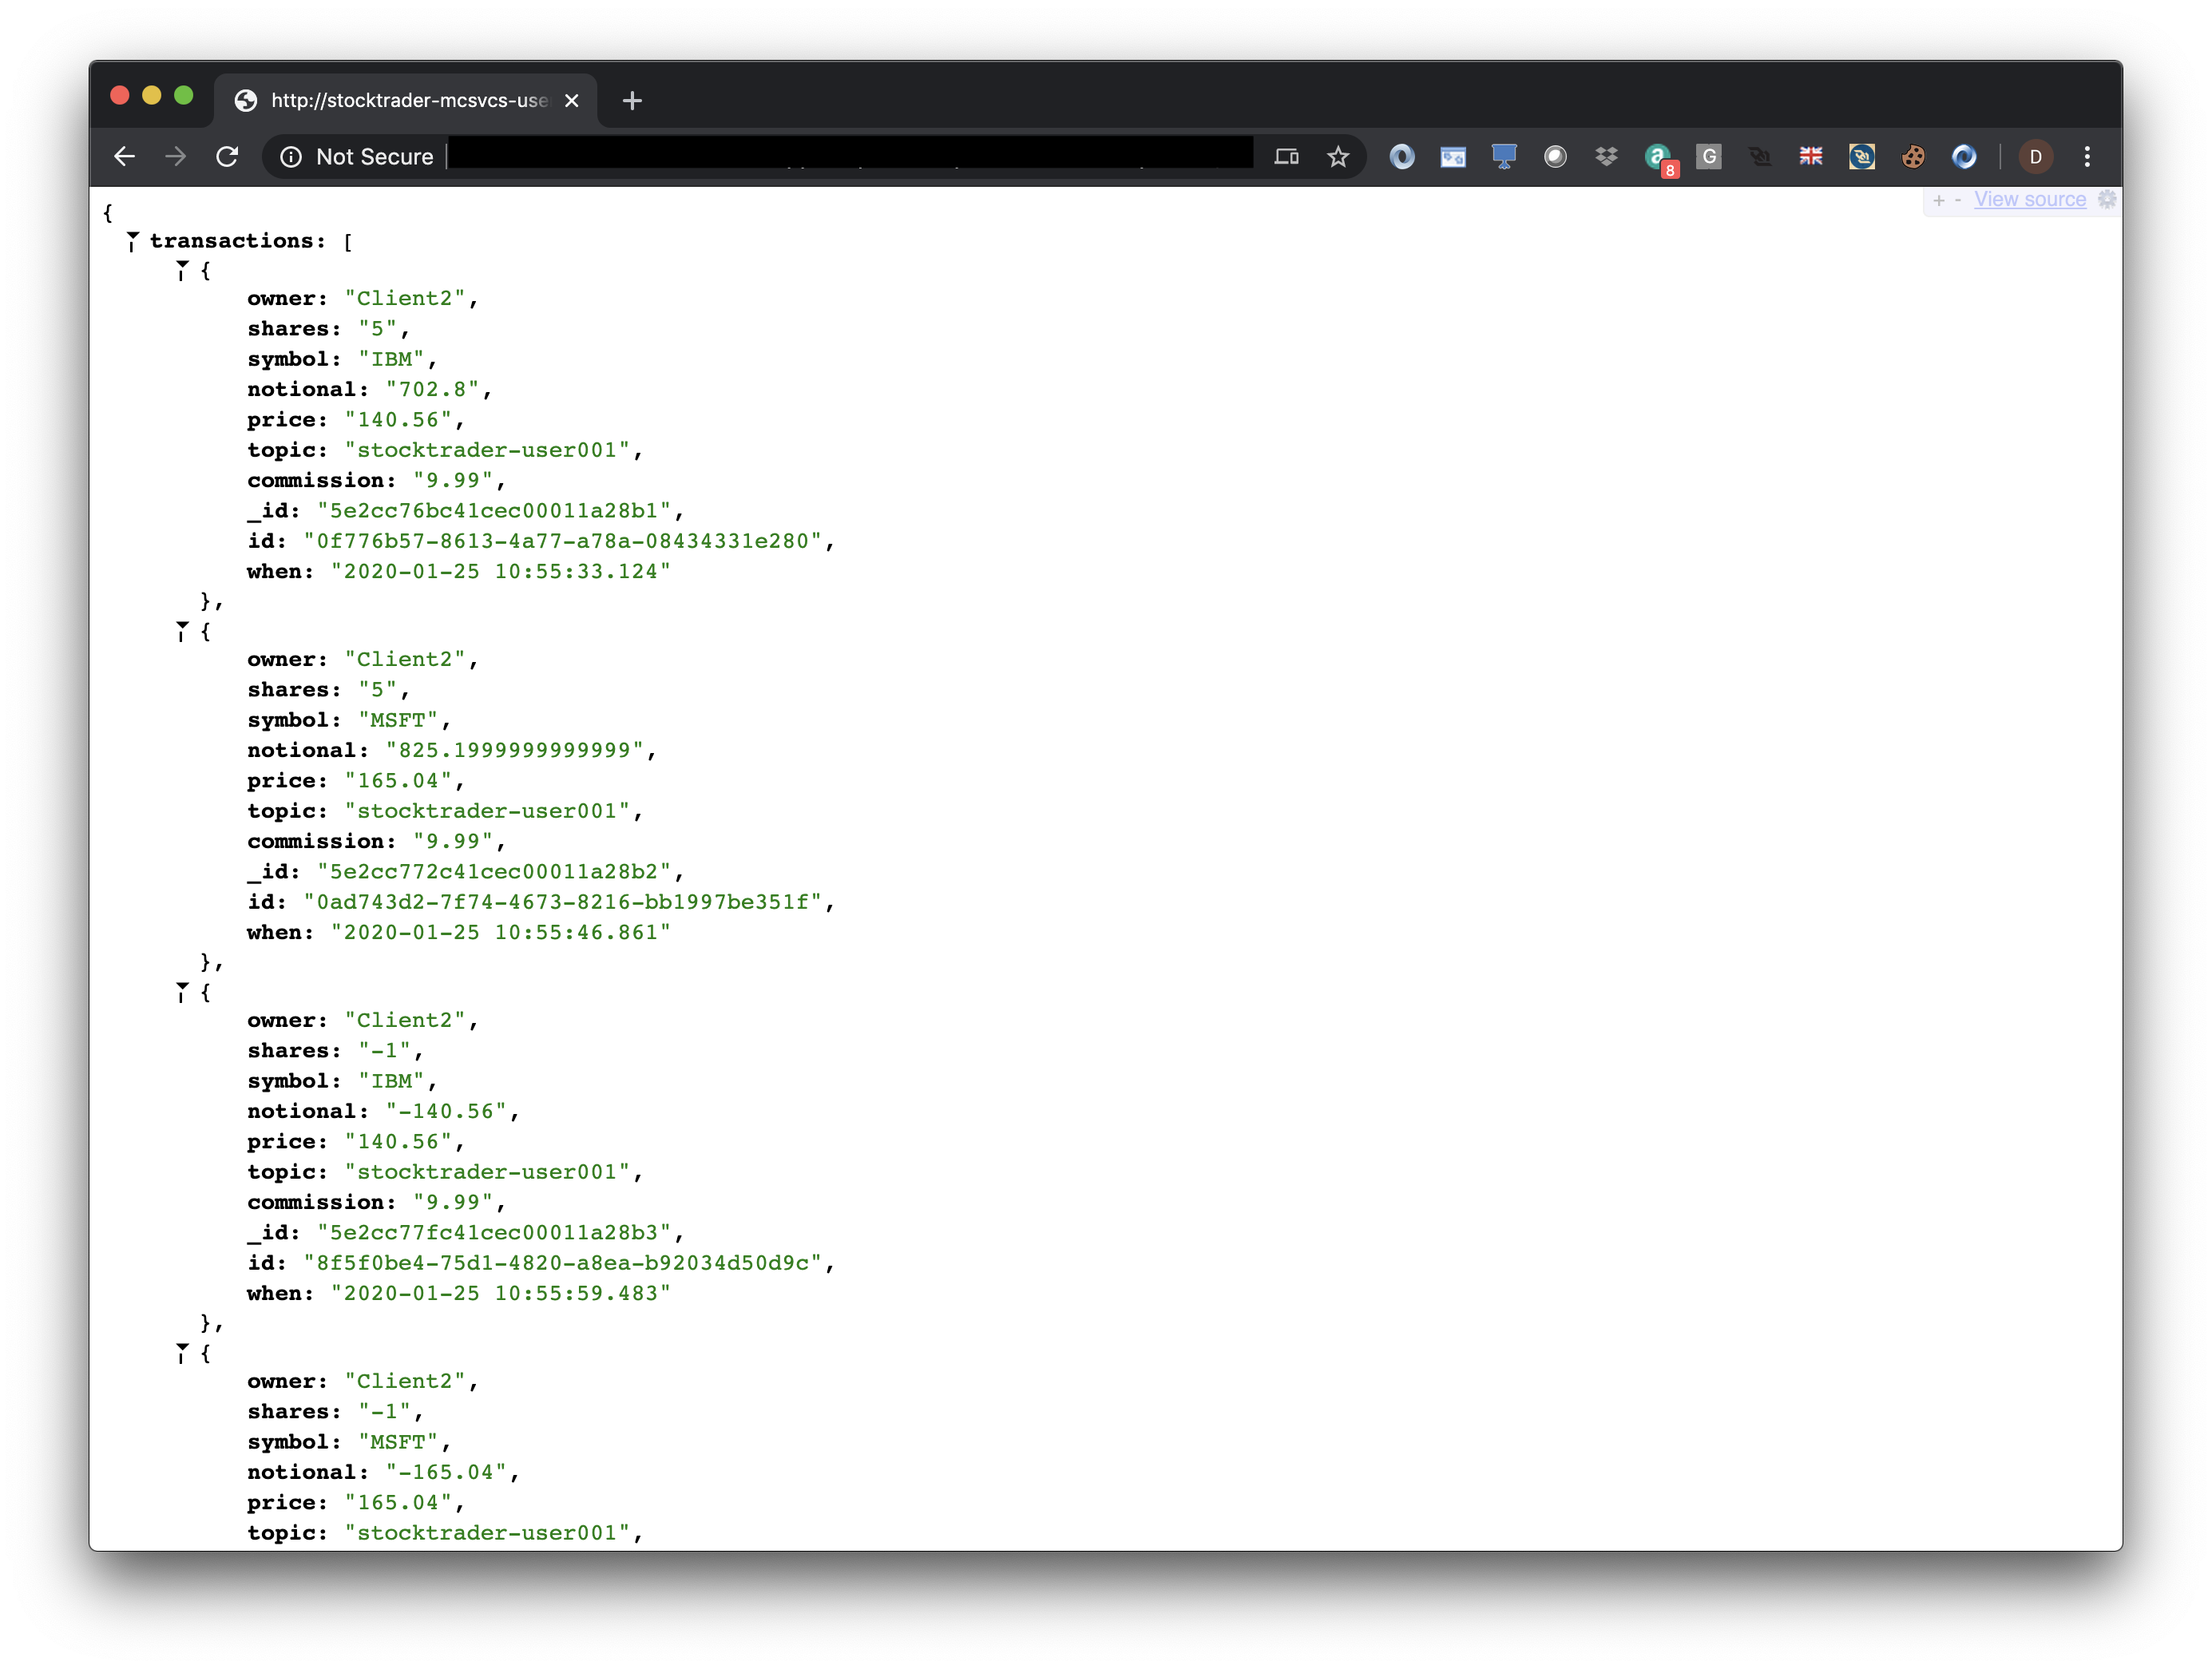 http://stocktrader-mcsvcs-use
Not Secure
8
G
D
+ - View source
{
transactions: [
{
owner: "Client2",
shares: "5",
symbol: "IBM",
notional: "702.8",
price: "140.56",
topic: "stocktrader-user001",
commission: "9.99",
_id: "5e2cc76bc41cec00011a28b1",
id: "0f776b57-8613-4a77-a78a-08434331e280",
when: "2020-01-25 10:55:33.124"
},
{
owner: "Client2",
shares: "5",
symbol: "MSFT",
notional: "825.1999999999999",
price: "165.04",
topic: "stocktrader-user001",
commission: "9.99",
_id: "5e2cc772c41cec00011a28b2",
id: "0ad743d2-7f74-4673-8216-bb1997be351f",
when: "2020-01-25 10:55:46.861"
},
{
owner: "Client2",
shares: "-1",
symbol: "IBM",
notional: "-140.56",
price: "140.56",
topic: "stocktrader-user001",
commission: "9.99",
_id: "5e2cc77fc41cec00011a28b3",
id: "8f5f0be4-75d1-4820-a8ea-b92034d50d9c",
when: "2020-01-25 10:55:59.483"
},
{
owner: "Client2",
shares: "-1",
symbol: "MSFT",
notional: "-165.04",
price: "165.04",
topic: "stocktrader-user001",